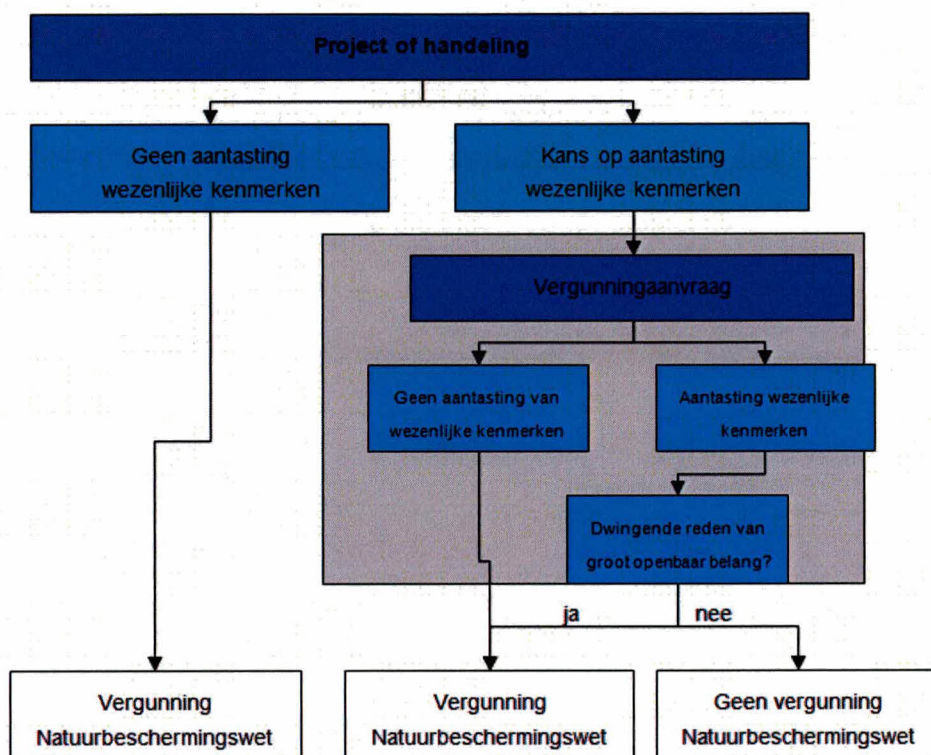 Project of handeling
Geen aantasting
wezenlijke kenmerken
Kans op aantasting
wezenlijke kenmerken
Vergunningaanvraag
Geen aantasting van
wezenlijke kenmerken
Aantasting wezenlijke
kenmerken
Dwingende reden van
groot openbaar belang?
ja
nee
Vergunning
Natuurbeschermingswet
Vergunning
Natuurbeschermingswet
Geen vergunning
Natuurbeschermingswet